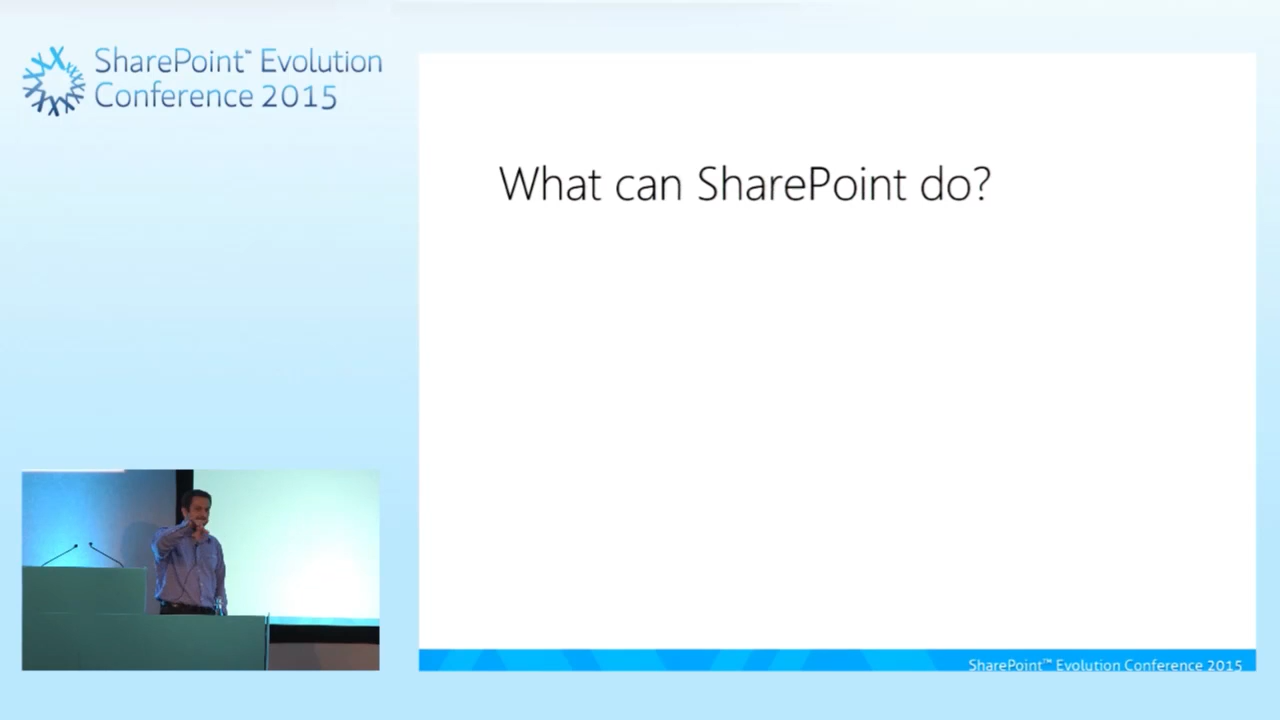 SharePoint™ Evolution
Conference 2015
What can SharePoint do?
SharePoint™ Evolution Conference 2015